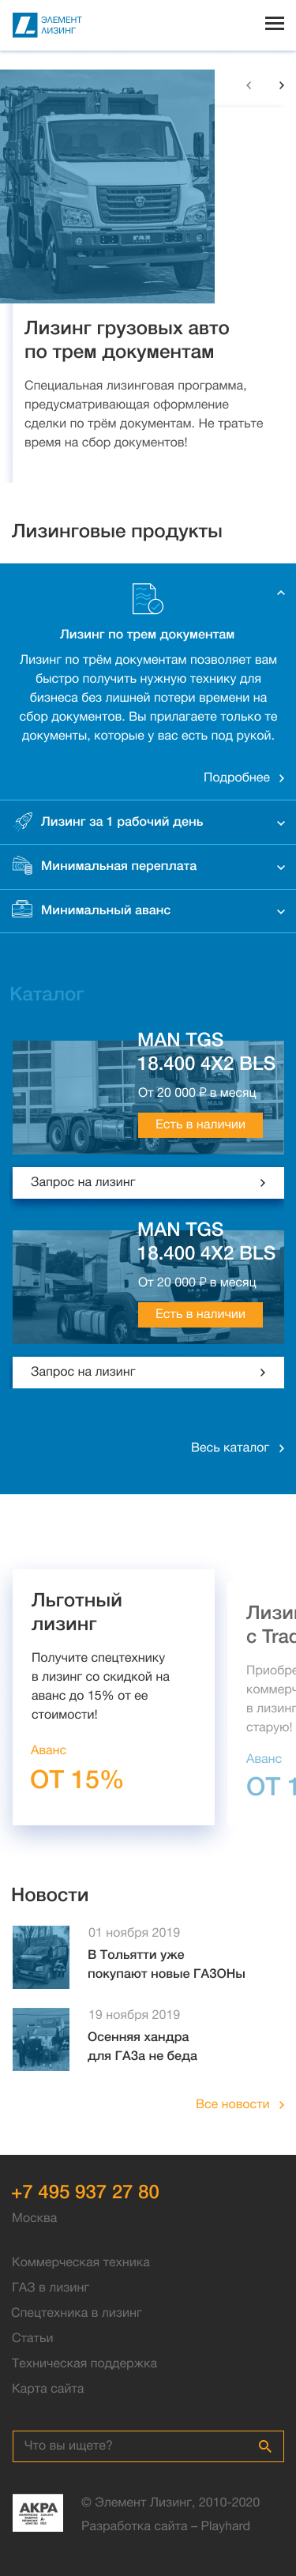 ЭЛЕМЕНТ
ЛИЗИНГ
Лизинг грузовых авто
по трем документам
Специальная лизинговая программа,
предусматривающая оформление
сделки по трём документам. Не тратьте
время на сбор документов!
Лизинговые продукты
Лизинг по трем документам
Лизинг по трём документам позволяет вам
быстро получить нужную технику для
бизнеса без лишней потери времени на
сбор документов. Вы прилагаете только те
документы, которые у вас есть под рукой.
Подробнее
Лизинг за 1 рабочий день
Минимальная переплата
Минимальный аванс
Каталог
MAN TGS
18.400 4X2 BLS
От 20 000 ₽ в месяц
Есть в наличии
Запрос на лизинг
MAN TGS
18.400 4X2 BLS
От 20 000 ₽ в месяц
Есть в наличии
Запрос на лизинг
Весь каталог
Льготный
лизинг
Получите спецтехнику
в лизинг со скидкой на
аванс до 15% от ее
стоимости!
Аванс
ОТ 15%
Лизин
с Trad
Приобре
коммерч
в лизинг
старую!
Аванс
ОТ 1
Новости
01 ноября 2019
В Тольятти уже
покупают новые ГАЗОНы
19 ноября 2019
Осенняя хандра
для ГАЗа не беда
Все новости
+7 495 937 27 80
Москва
Коммерческая техника
ГАЗ в лизинг
Спецтехника в лизинг
Статьи
Техническая поддержка
Карта сайта
Что вы ищете?
АКРА
© Элемент Лизинг, 2010-2020
Разработка сайта – Playhard